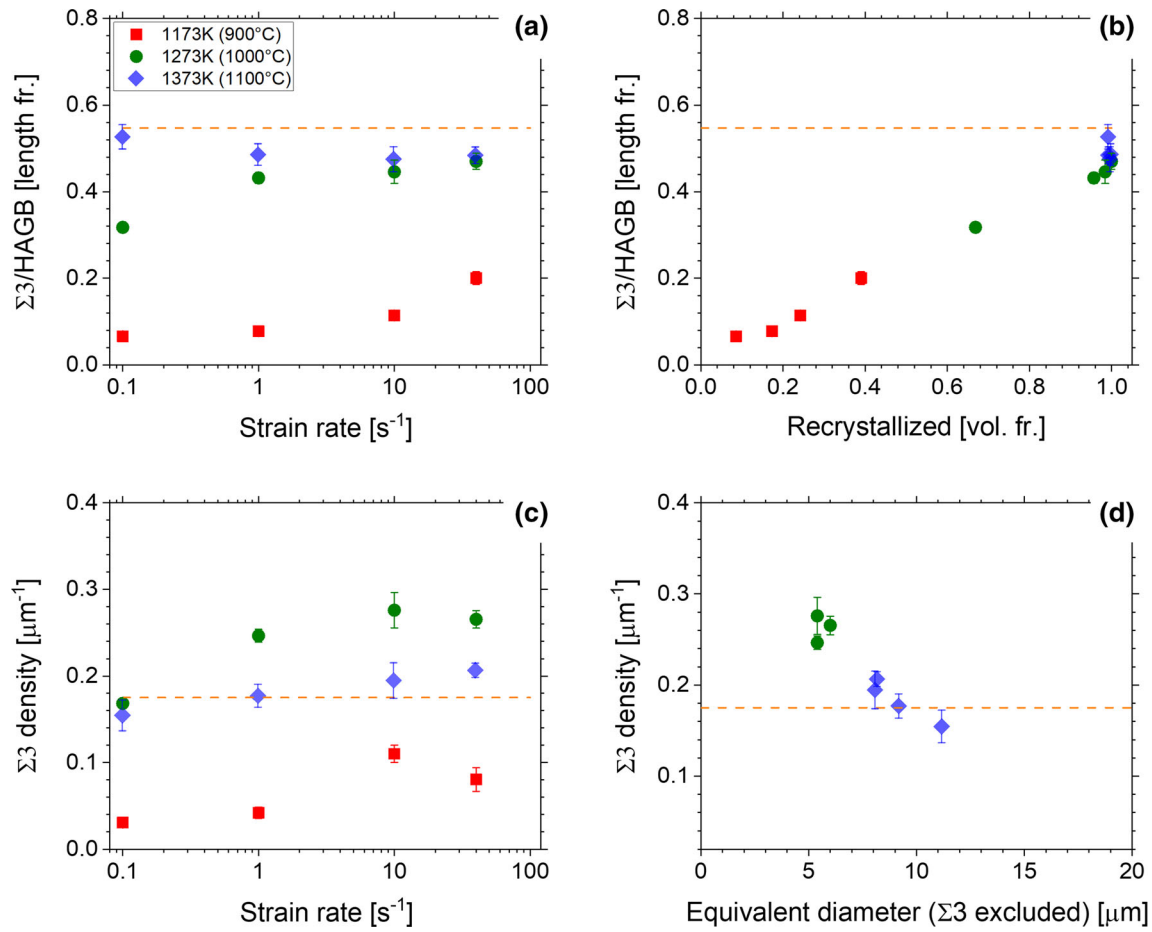 (a)
1173K (900°C)
1273K (1000°C)
1373K (1100°C)
Σ3/HAGB [length fr.]
0.8
0.6
0.4
0.2
0.0
0.1 1 10 100
Strain rate [s⁻¹]
(b)
Σ3/HAGB [length fr.]
0.8
0.6
0.4
0.2
0.0
0.0 0.2 0.4 0.6 0.8 1.0
Recrystallized [vol. fr.]
(c)
Σ3 density [μm⁻¹]
0.4
0.3
0.2
0.1
0.0
0.1 1 10 100
Strain rate [s⁻¹]
(d)
Σ3 density [μm⁻¹]
0.4
0.3
0.2
0.1
0 5 10 15 20
Equivalent diameter (Σ3 excluded) [μm]